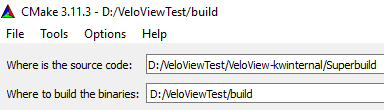 CMake 3.11.3 - D:/VeloViewTest/build
File Tools Options Help
Where is the source code: D:/VeloViewTest/VeloView-kwinternal/Superbuild
Where to build the binaries: D:/VeloViewTest/build